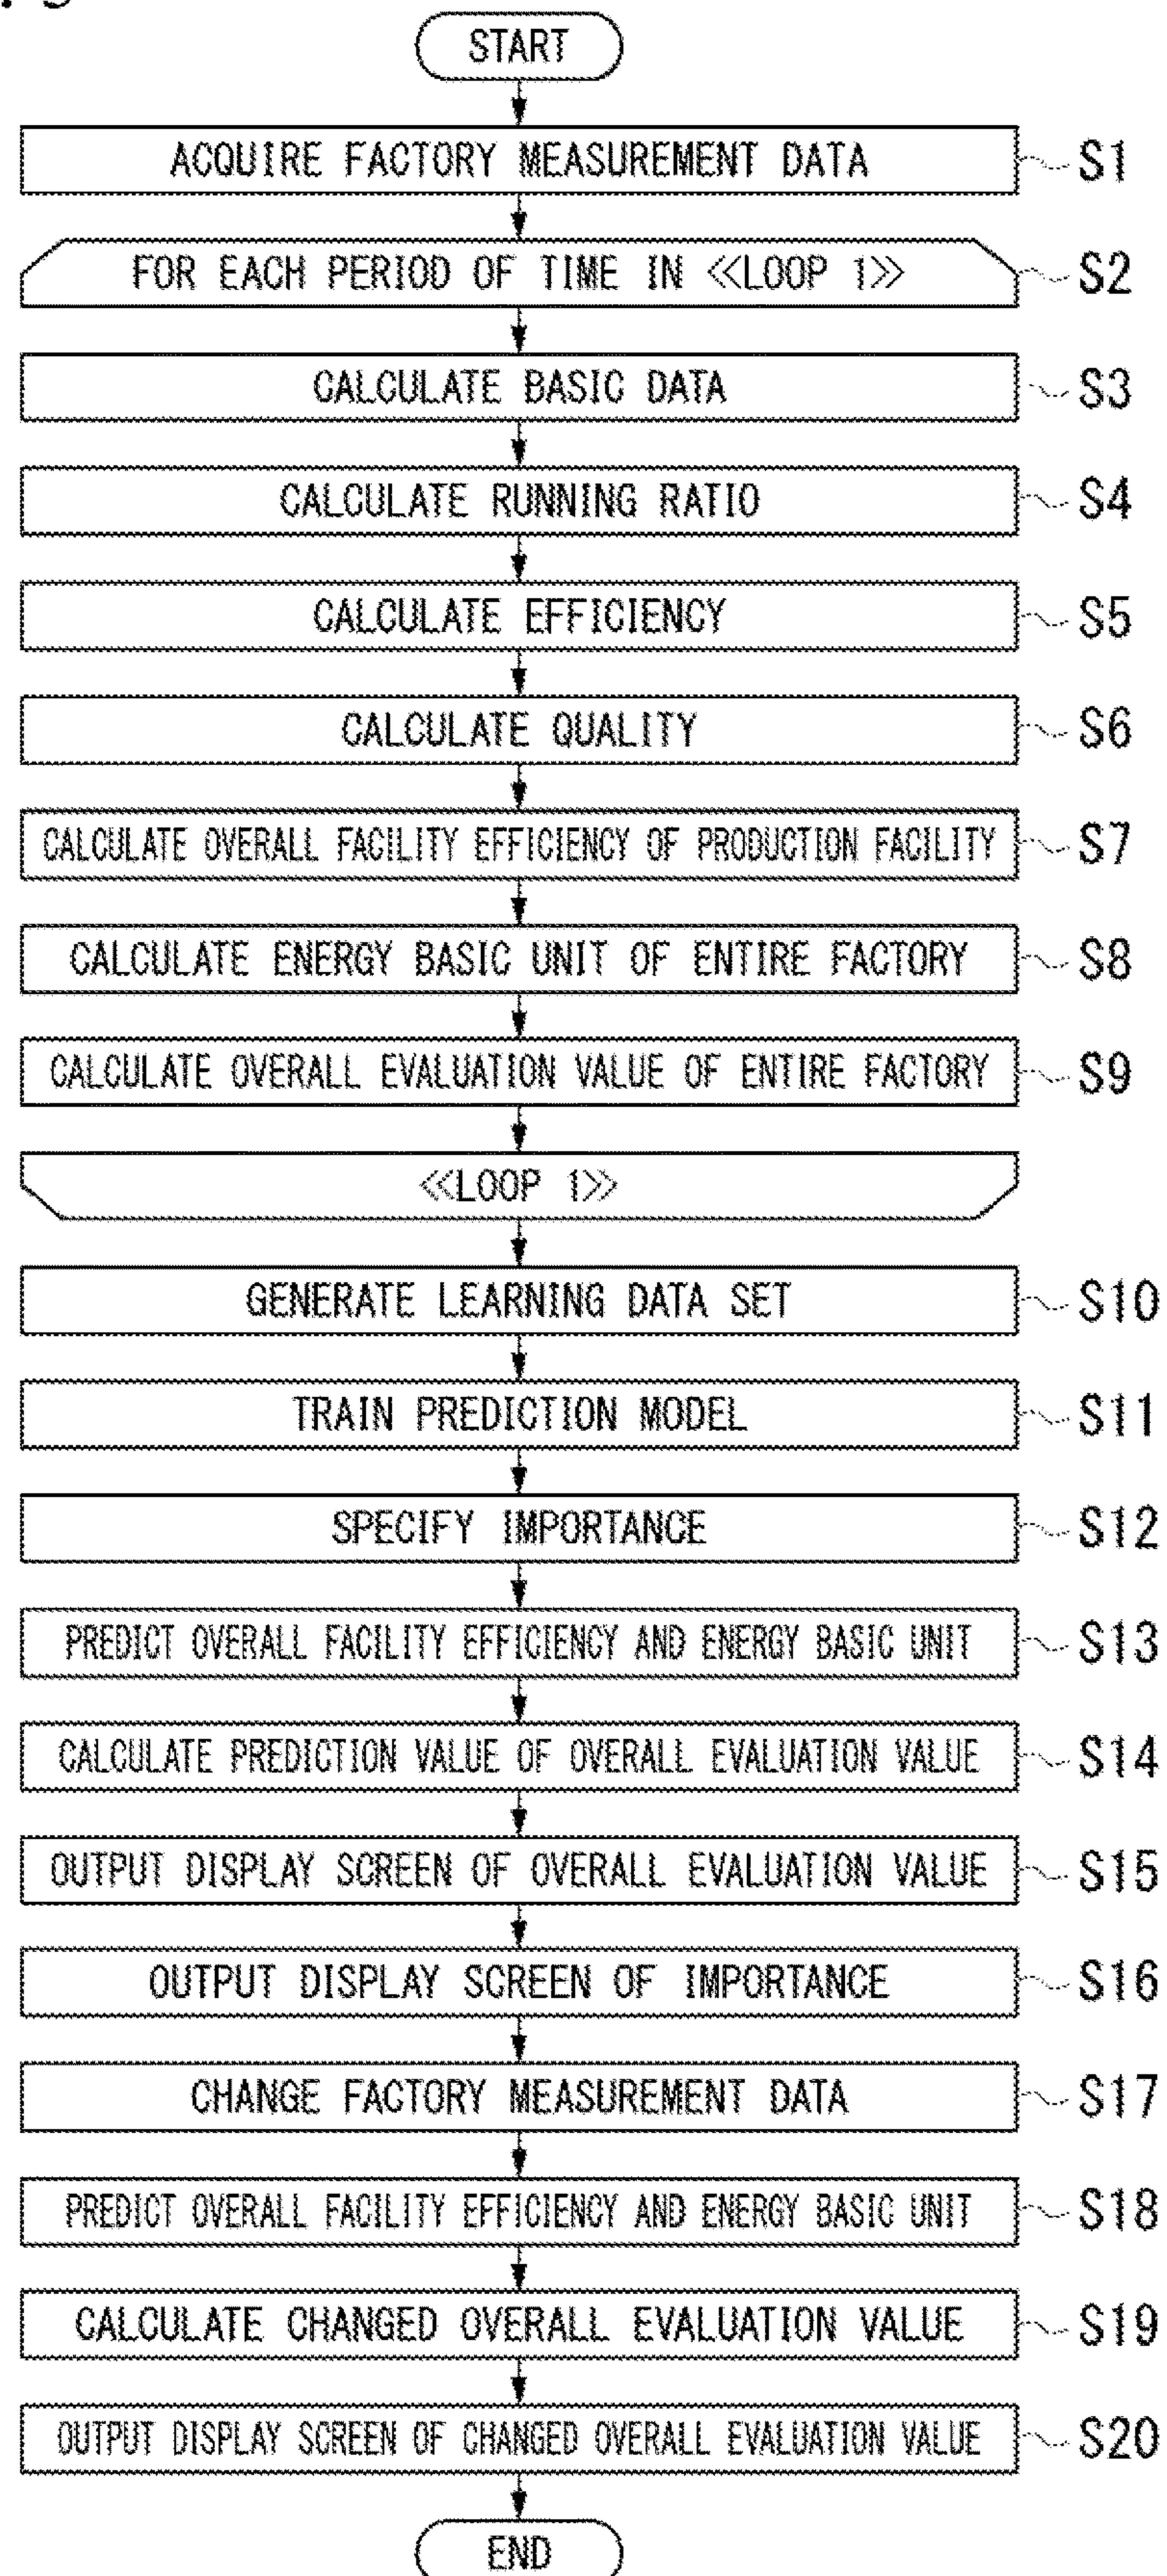 START
ACQUIRE FACTORY MEASUREMENT DATA S1
FOR EACH PERIOD OF TIME IN <<LOOP 1>> S2
CALCULATE BASIC DATA S3
CALCULATE RUNNING RATIO S4
CALCULATE EFFICIENCY S5
CALCULATE QUALITY S6
CALCULATE OVERALL FACILITY EFFICIENCY OF PRODUCTION FACILITY S7
CALCULATE ENERGY BASIC UNIT OF ENTIRE FACTORY S8
CALCULATE OVERALL EVALUATION VALUE OF ENTIRE FACTORY S9
<<LOOP 1>>
GENERATE LEARNING DATA SET S10
TRAIN PREDICTION MODEL S11
SPECIFY IMPORTANCE S12
PREDICT OVERALL FACILITY EFFICIENCY AND ENERGY BASIC UNIT S13
CALCULATE PREDICTION VALUE OF OVERALL EVALUATION VALUE S14
OUTPUT DISPLAY SCREEN OF OVERALL EVALUATION VALUE S15
OUTPUT DISPLAY SCREEN OF IMPORTANCE S16
CHANGE FACTORY MEASUREMENT DATA S17
PREDICT OVERALL FACILITY EFFICIENCY AND ENERGY BASIC UNIT S18
CALCULATE CHANGED OVERALL EVALUATION VALUE S19
OUTPUT DISPLAY SCREEN OF CHANGED OVERALL EVALUATION VALUE S20
END